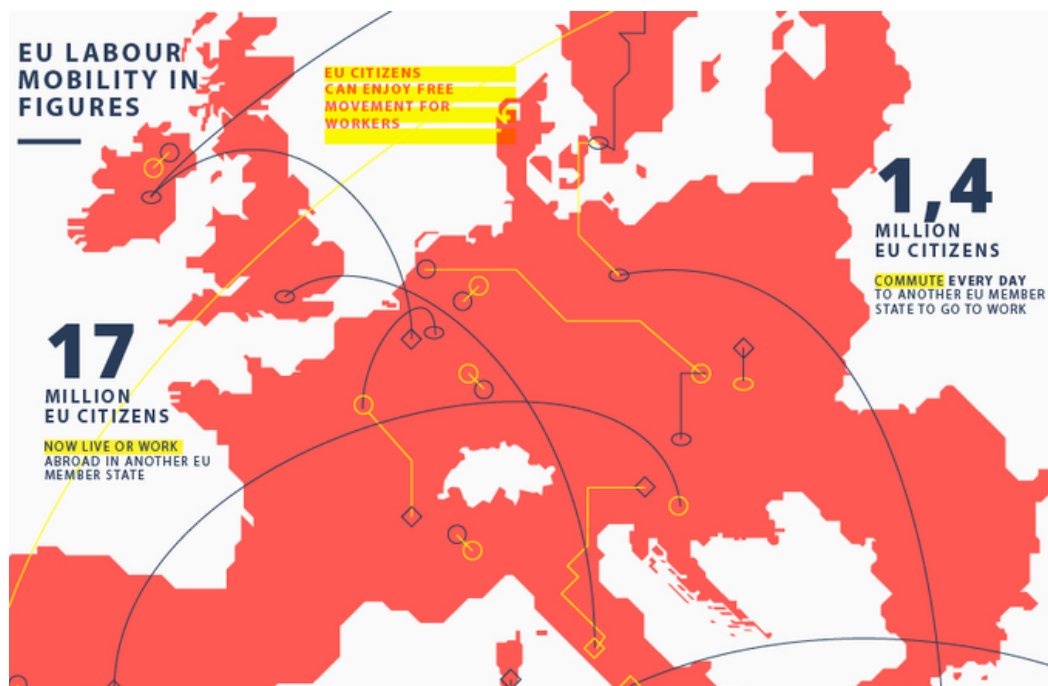 EU LABOUR
MOBILITY IN
FIGURES
EU CITIZENS
CAN ENJOY FREE
MOVEMENT FOR
WORKERS
1,4
MILLION
EU CITIZENS
COMMUTE EVERY DAY
TO ANOTHER EU MEMBER
STATE TO GO TO WORK
17
MILLION
EU CITIZENS
NOW LIVE OR WORK
ABROAD IN ANOTHER EU
MEMBER STATE